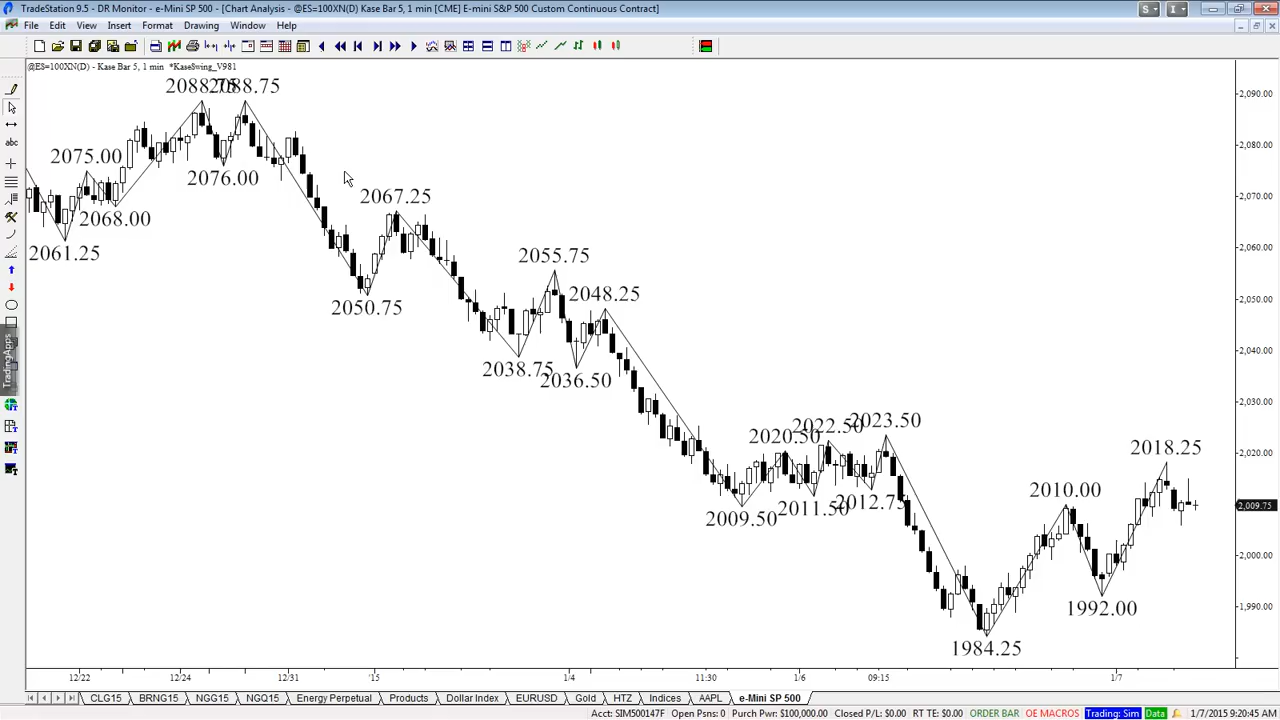 TradeStation 9.5 - DR Monitor - e-Mini SP 500 - [Chart Analysis - @ES=100XN(D) Kase Bar 5, 1 min [CME] E-mini S&P 500 Custom Continuous Contract]
File Edit View Insert Format Drawing Window Help
@ES=100XN(D) - Kase Bar 5, 1 min *KaseSwing_V981
2088.75 2088.75
2,090.00
2,080.00
2075.00
2076.00
2067.25
2,070.00
2068.00
2061.25
2055.75
2,060.00
2050.75
2048.25
2,050.00
2038.75
2036.50
2,040.00
2,030.00
2020.50 2022.50 2023.50
2018.25
2,020.00
2009.50 2011.50 2012.75
2010.00
2,009.75
2,000.00
1992.00
1,990.00
1984.25
12/22 12/24 12/31 '15 1/4 11:30 1/6 09:15 1/7
TradingApps
abc
CLG15 BRNG15 NGG15 NGQ15 Energy Perpetual Products Dollar Index EURUSD Gold HTZ Indices AAPL e-Mini SP 500
Acct: SIM500147F Open Psns: 0 Purch Pwr: $100,000.00 Closed P/L: $0.00 RT TE: $0.00 ORDER BAR OE MACROS Trading: Sim Data 1/7/2015 9:20:45 AM